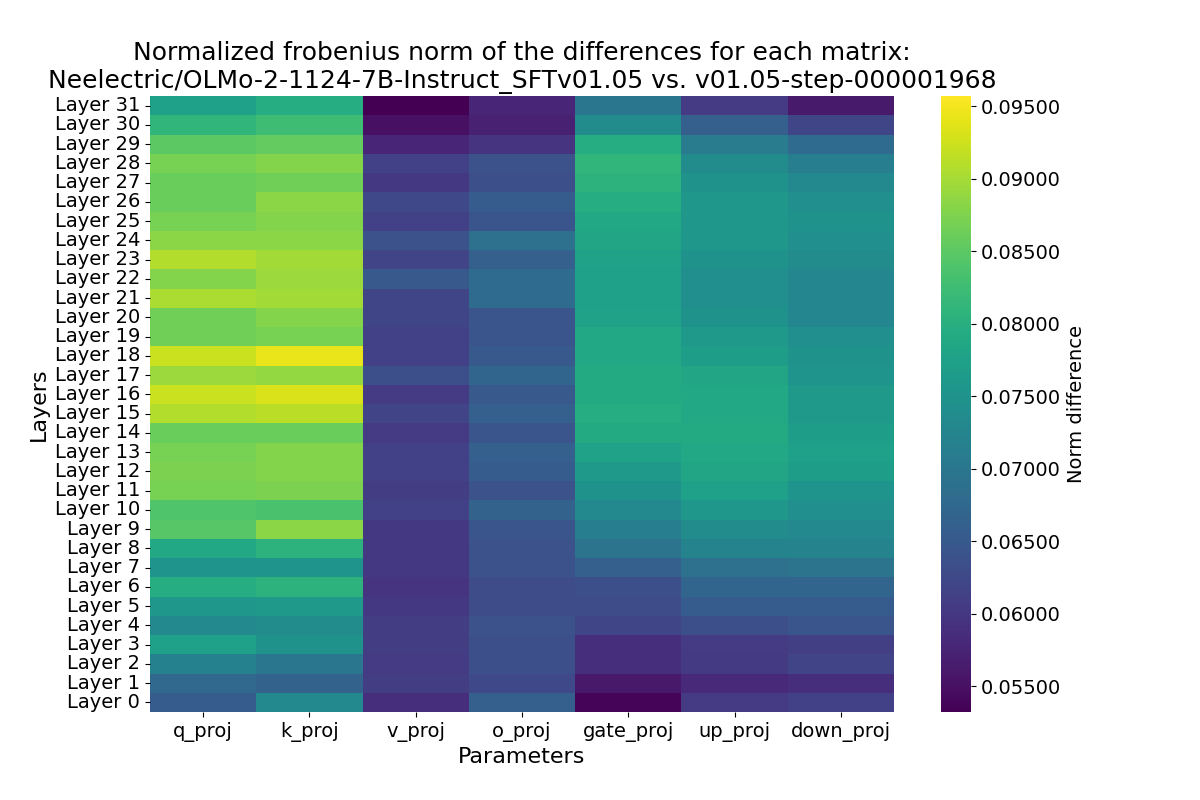 Normalized frobenius norm of the differences for each matrix:
Neelectric/OLMo-2-1124-7B-Instruct_SFTv01.05 vs. v01.05-step-000001968
Layers
Layer 31
Layer 30
Layer 29
Layer 28
Layer 27
Layer 26
Layer 25
Layer 24
Layer 23
Layer 22
Layer 21
Layer 20
Layer 19
Layer 18
Layer 17
Layer 16
Layer 15
Layer 14
Layer 13
Layer 12
Layer 11
Layer 10
Layer 9
Layer 8
Layer 7
Layer 6
Layer 5
Layer 4
Layer 3
Layer 2
Layer 1
Layer 0
q_proj k_proj v_proj o_proj gate_proj up_proj down_proj
Parameters
0.09500
0.09000
0.08500
0.08000
0.07500
0.07000
0.06500
0.06000
0.05500
Norm difference